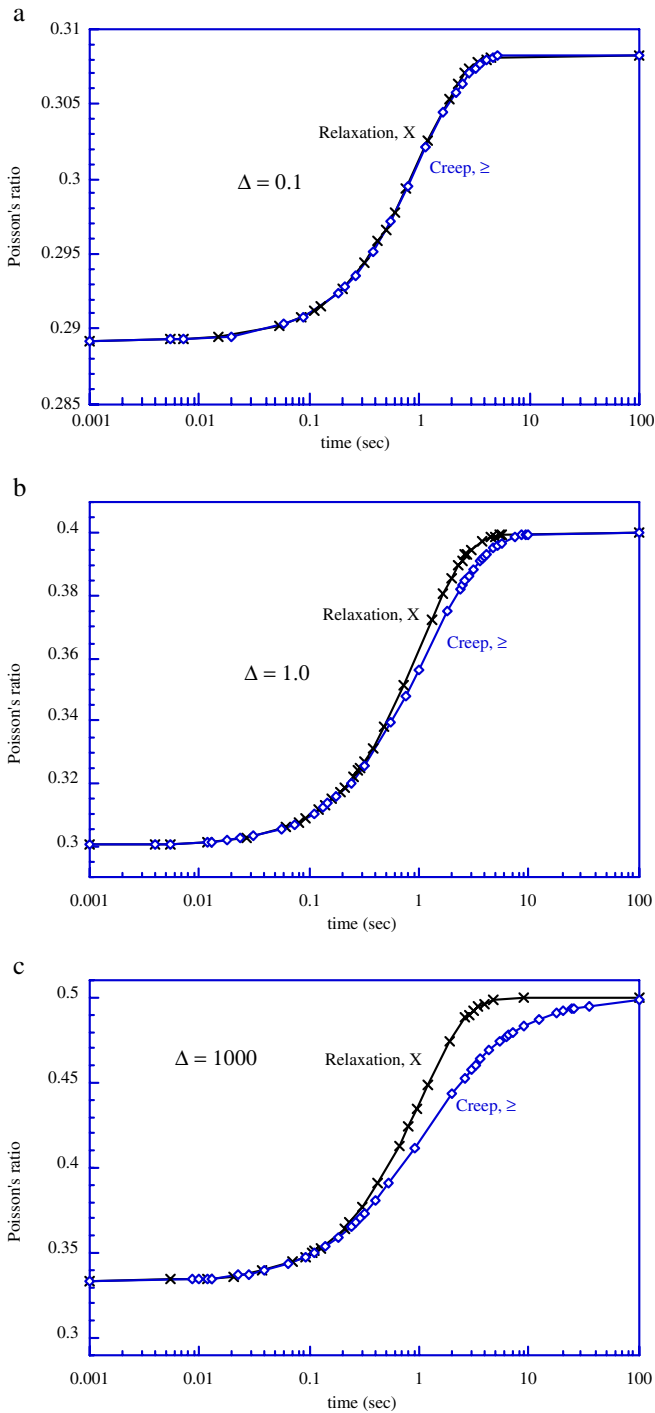 a
0.31
0.305
0.3
0.295
0.29
0.285
Poisson's ratio
Relaxation, X
Creep, ≥
Δ = 0.1
0.001 0.01 0.1 1 10 100
time (sec)
b
0.4
0.38
0.36
0.34
0.32
0.3
Poisson's ratio
Relaxation, X
Creep, ≥
Δ = 1.0
0.001 0.01 0.1 1 10 100
time (sec)
c
0.5
0.45
0.4
0.35
0.3
Poisson's ratio
Δ = 1000
Relaxation, X
Creep, ≥
0.001 0.01 0.1 1 10 100
time (sec)